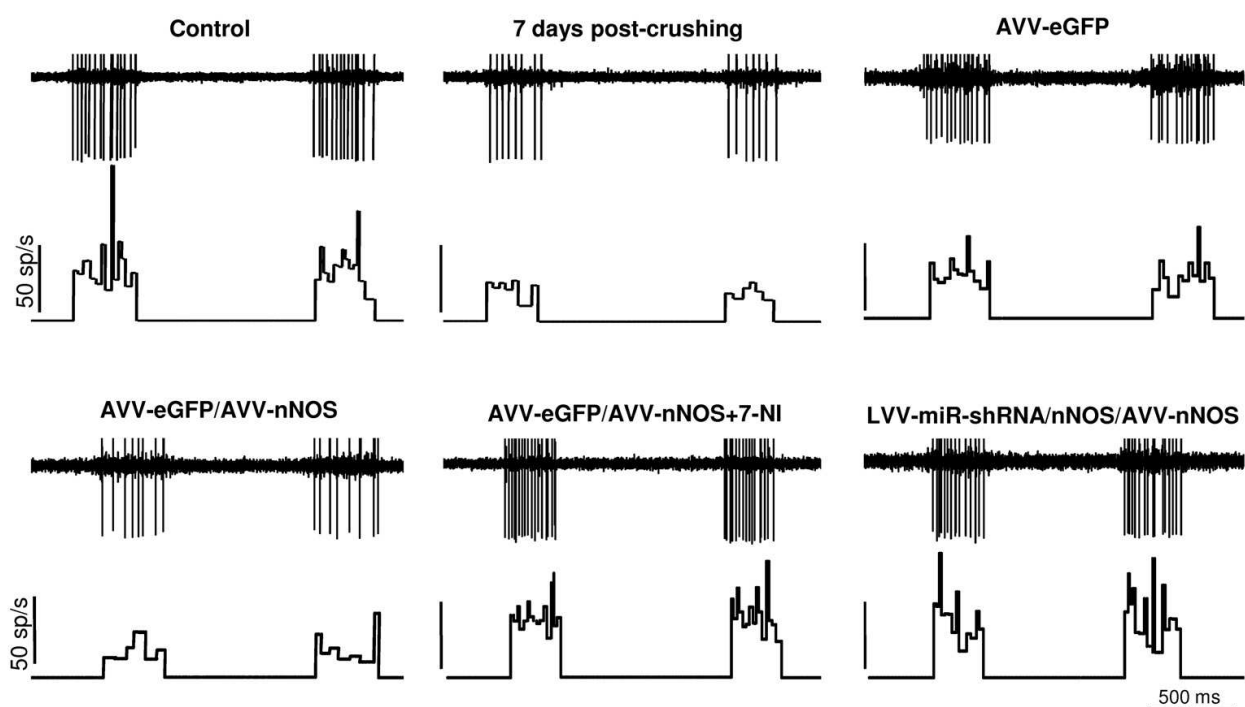 Control
7 days post-crushing
AVV-eGFP
50 sp/s
AVV-eGFP/AVV-nNOS
AVV-eGFP/AVV-nNOS+7-NI
LVV-miR-shRNA/nNOS/AVV-nNOS
50 sp/s
500 ms